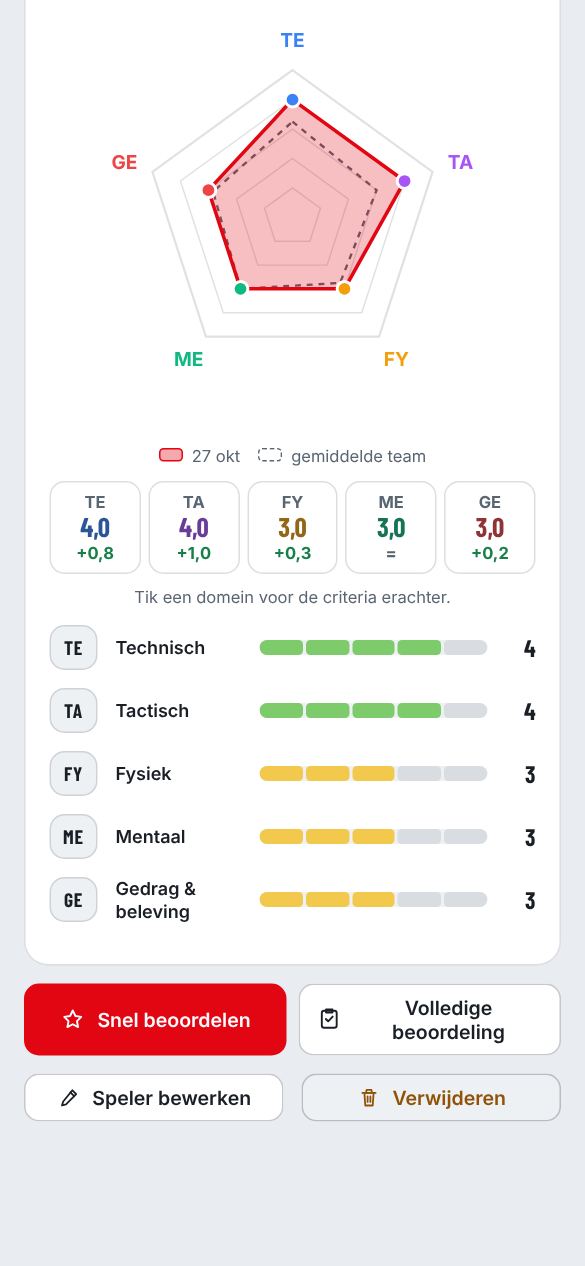 TE
GE
TA
ME
FY
27 okt
gemiddelde team
TE
TA
FY
ME
GE
4,0
4,0
3,0
3,0
3,0
+0,8
+1,0
+0,3
=
+0,2
Tik een domein voor de criteria erachter.
TE Technisch 4
TA Tactisch 4
FY Fysiek 3
ME Mentaal 3
GE Gedrag &
beleving 3
Snel beoordelen
Volledige
beoordeling
Speler bewerken
Verwijderen